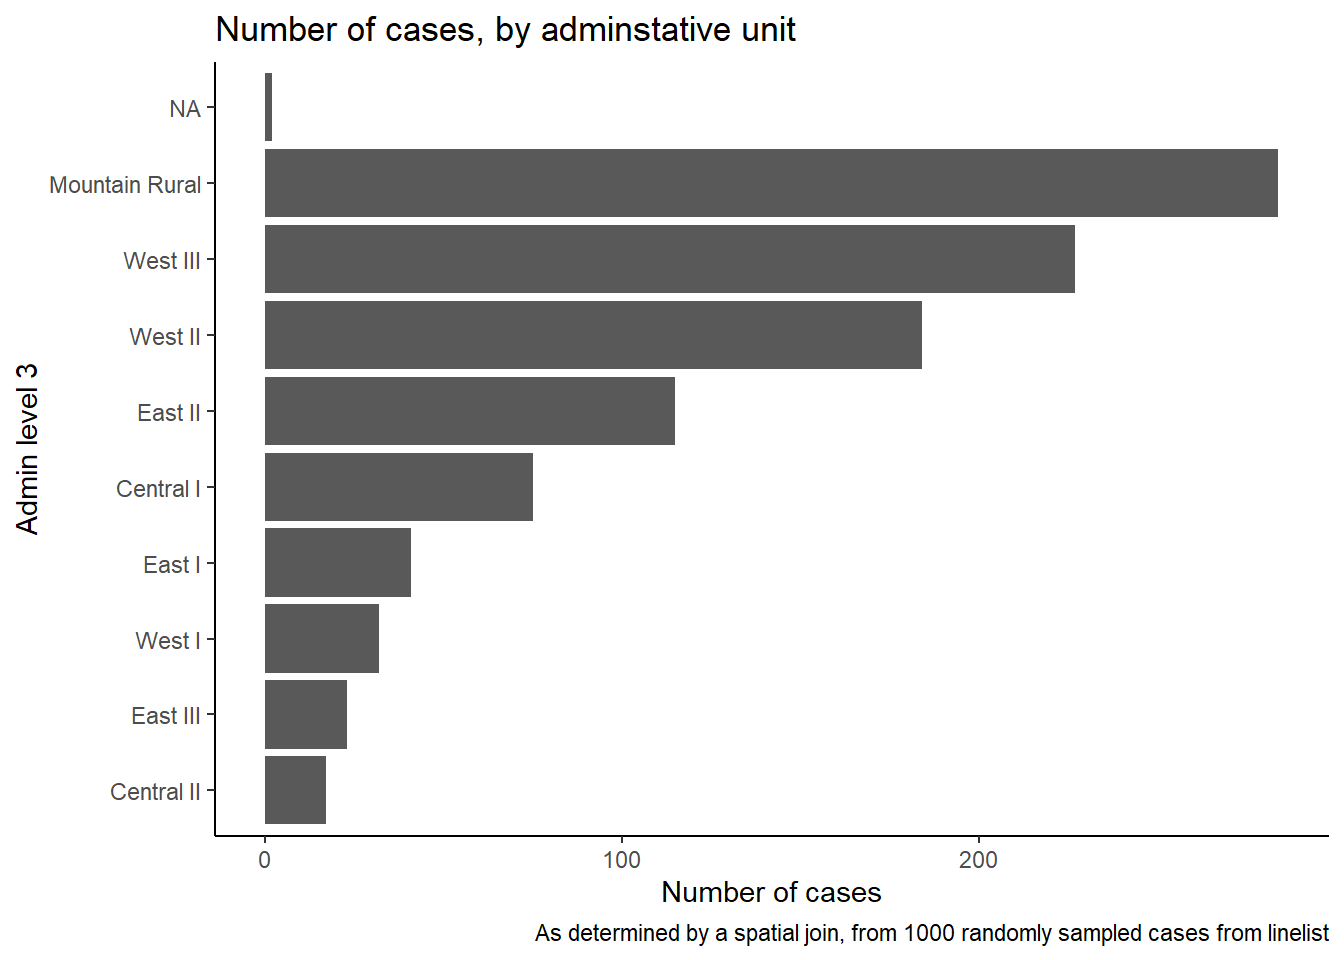 Number of cases, by adminstative unit
NA
Mountain Rural
West III
West II
East II
Central I
East I
West I
East III
Central II
Admin level 3
0 100 200
Number of cases
As determined by a spatial join, from 1000 randomly sampled cases from linelist